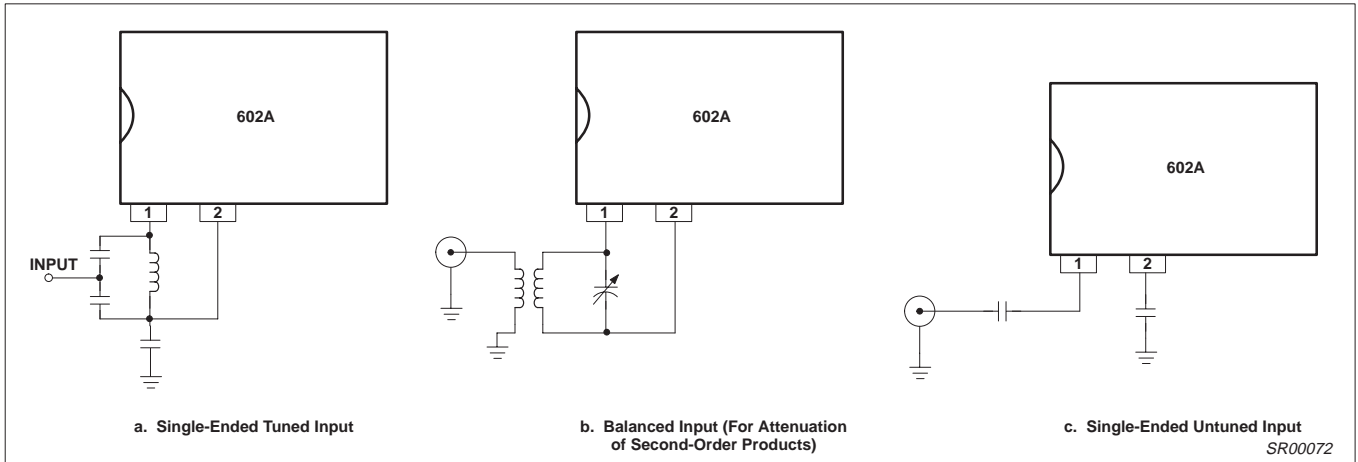 602A
1 2
INPUT
a. Single-Ended Tuned Input
602A
1 2
b. Balanced Input (For Attenuation
of Second-Order Products)
602A
1 2
c. Single-Ended Untuned Input
SR00072